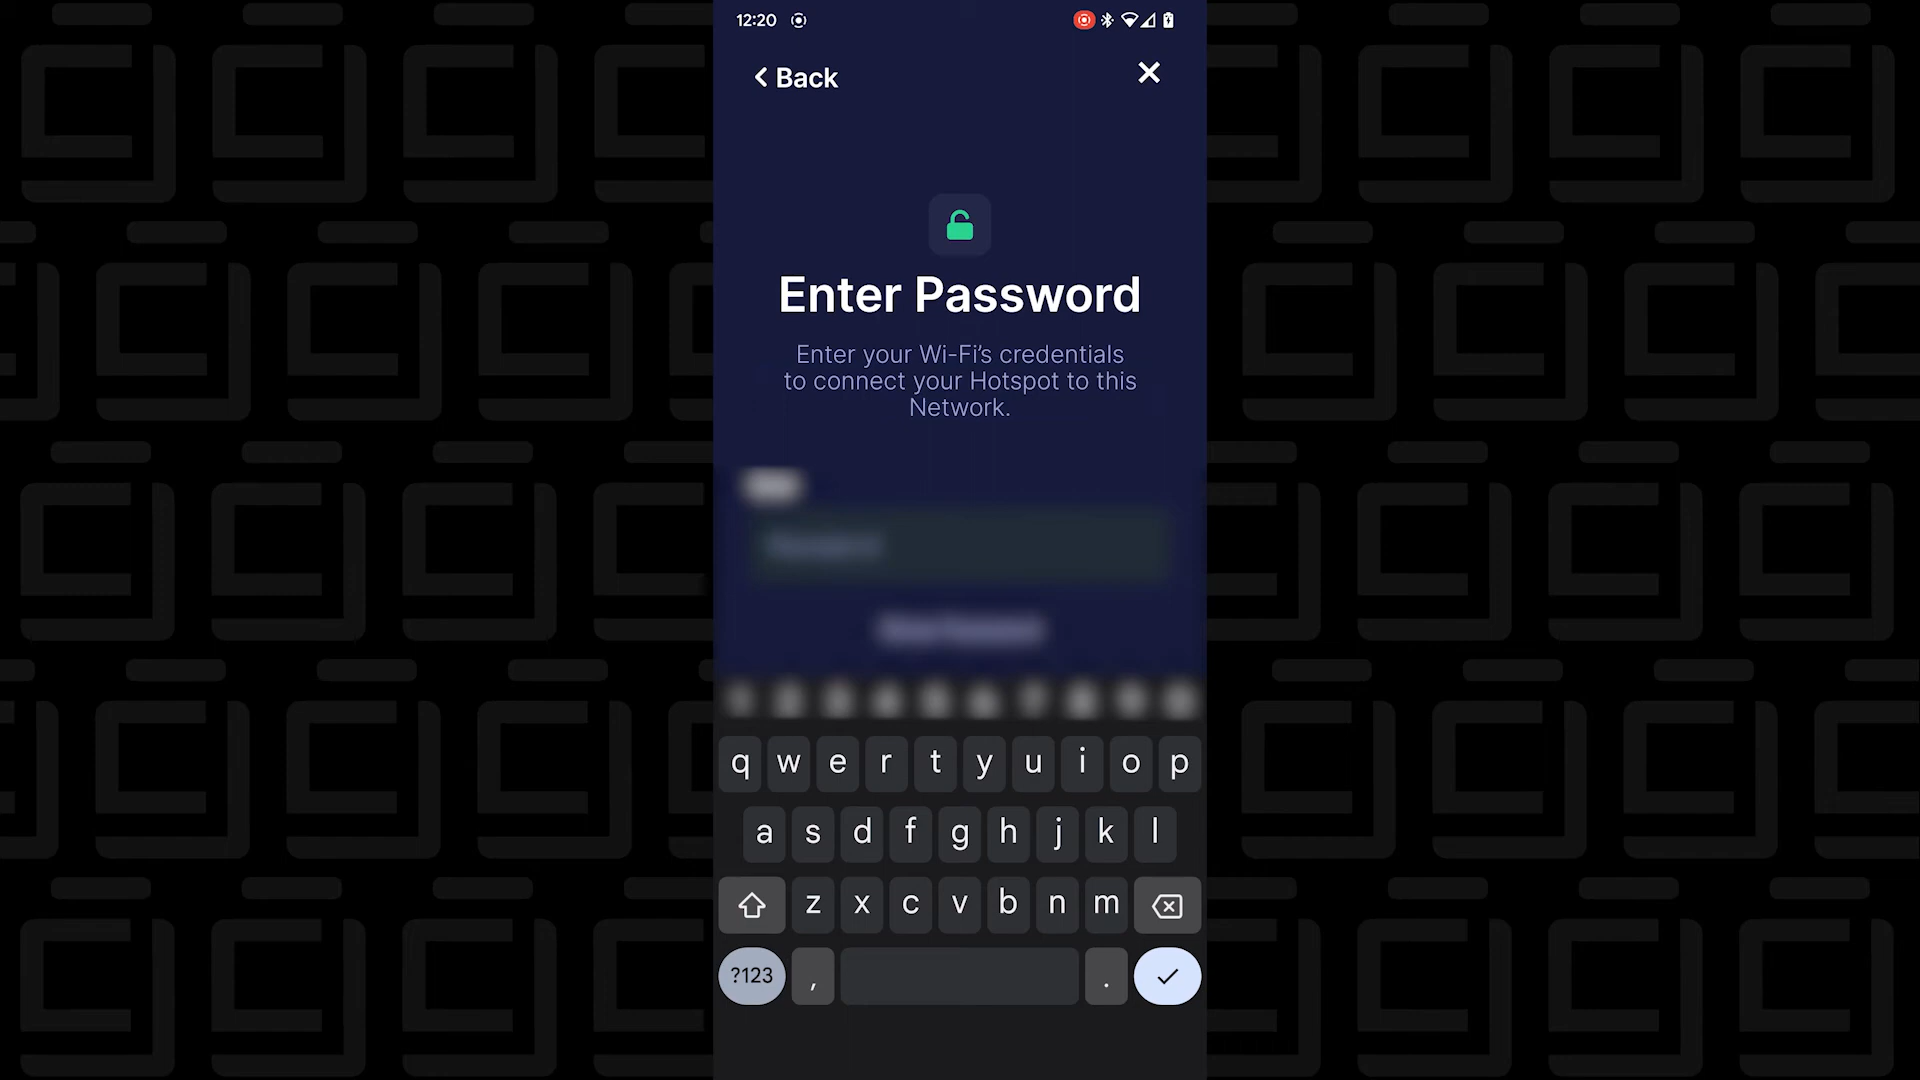 12:20
Back
Enter Password
Enter your Wi-Fi's credentials
to connect your Hotspot to this
Network.
q w e r t y u i o p
a s d f g h j k l
z x c v b n m
?123 , .